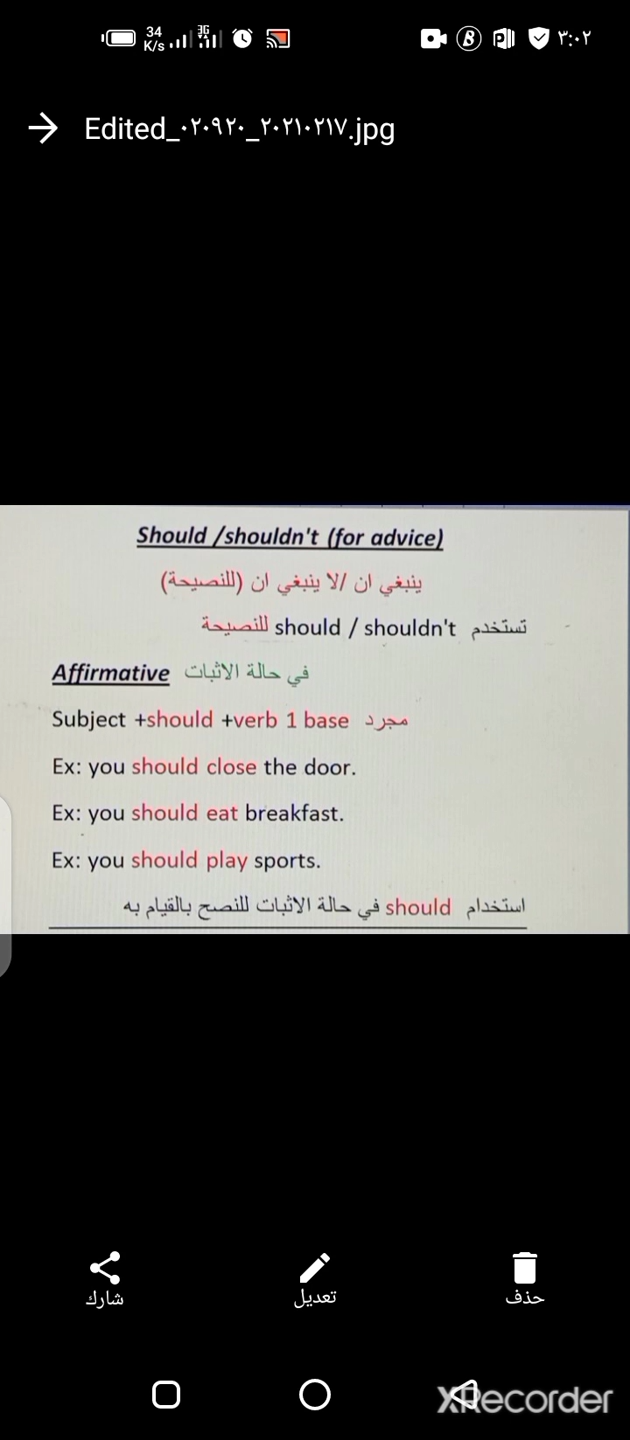 34
K/s
3G
٣:٠٢
Edited_٠٢٠٩٢٠_٢٠٢١٠٢١٧.jpg
Should /shouldn't (for advice)
ينبغي ان /لا ينبغي ان (للنصيحة)
تستخدم should / shouldn't للنصيحة
Affirmative في حالة الاثبات
Subject +should +verb 1 base مجرد
Ex: you should close the door.
Ex: you should eat breakfast.
Ex: you should play sports.
استخدام should في حالة الاثبات للنصح بالقيام به
شارك
تعديل
حذف
XRecorder